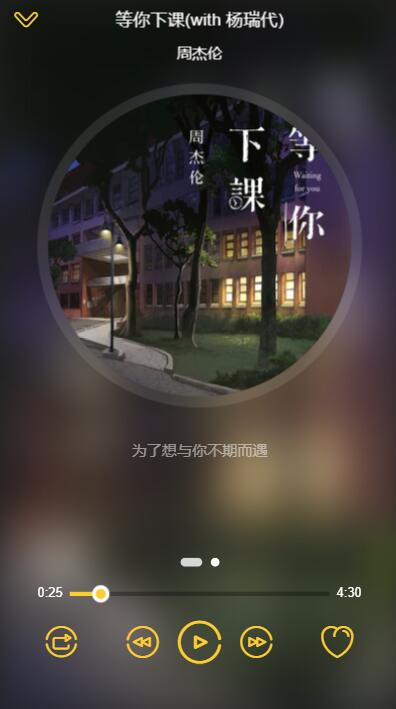 等你下课(with 杨瑞代)
周杰伦
等你
Waiting
for you
下課
周杰伦
为了想与你不期而遇
0:25
4:30